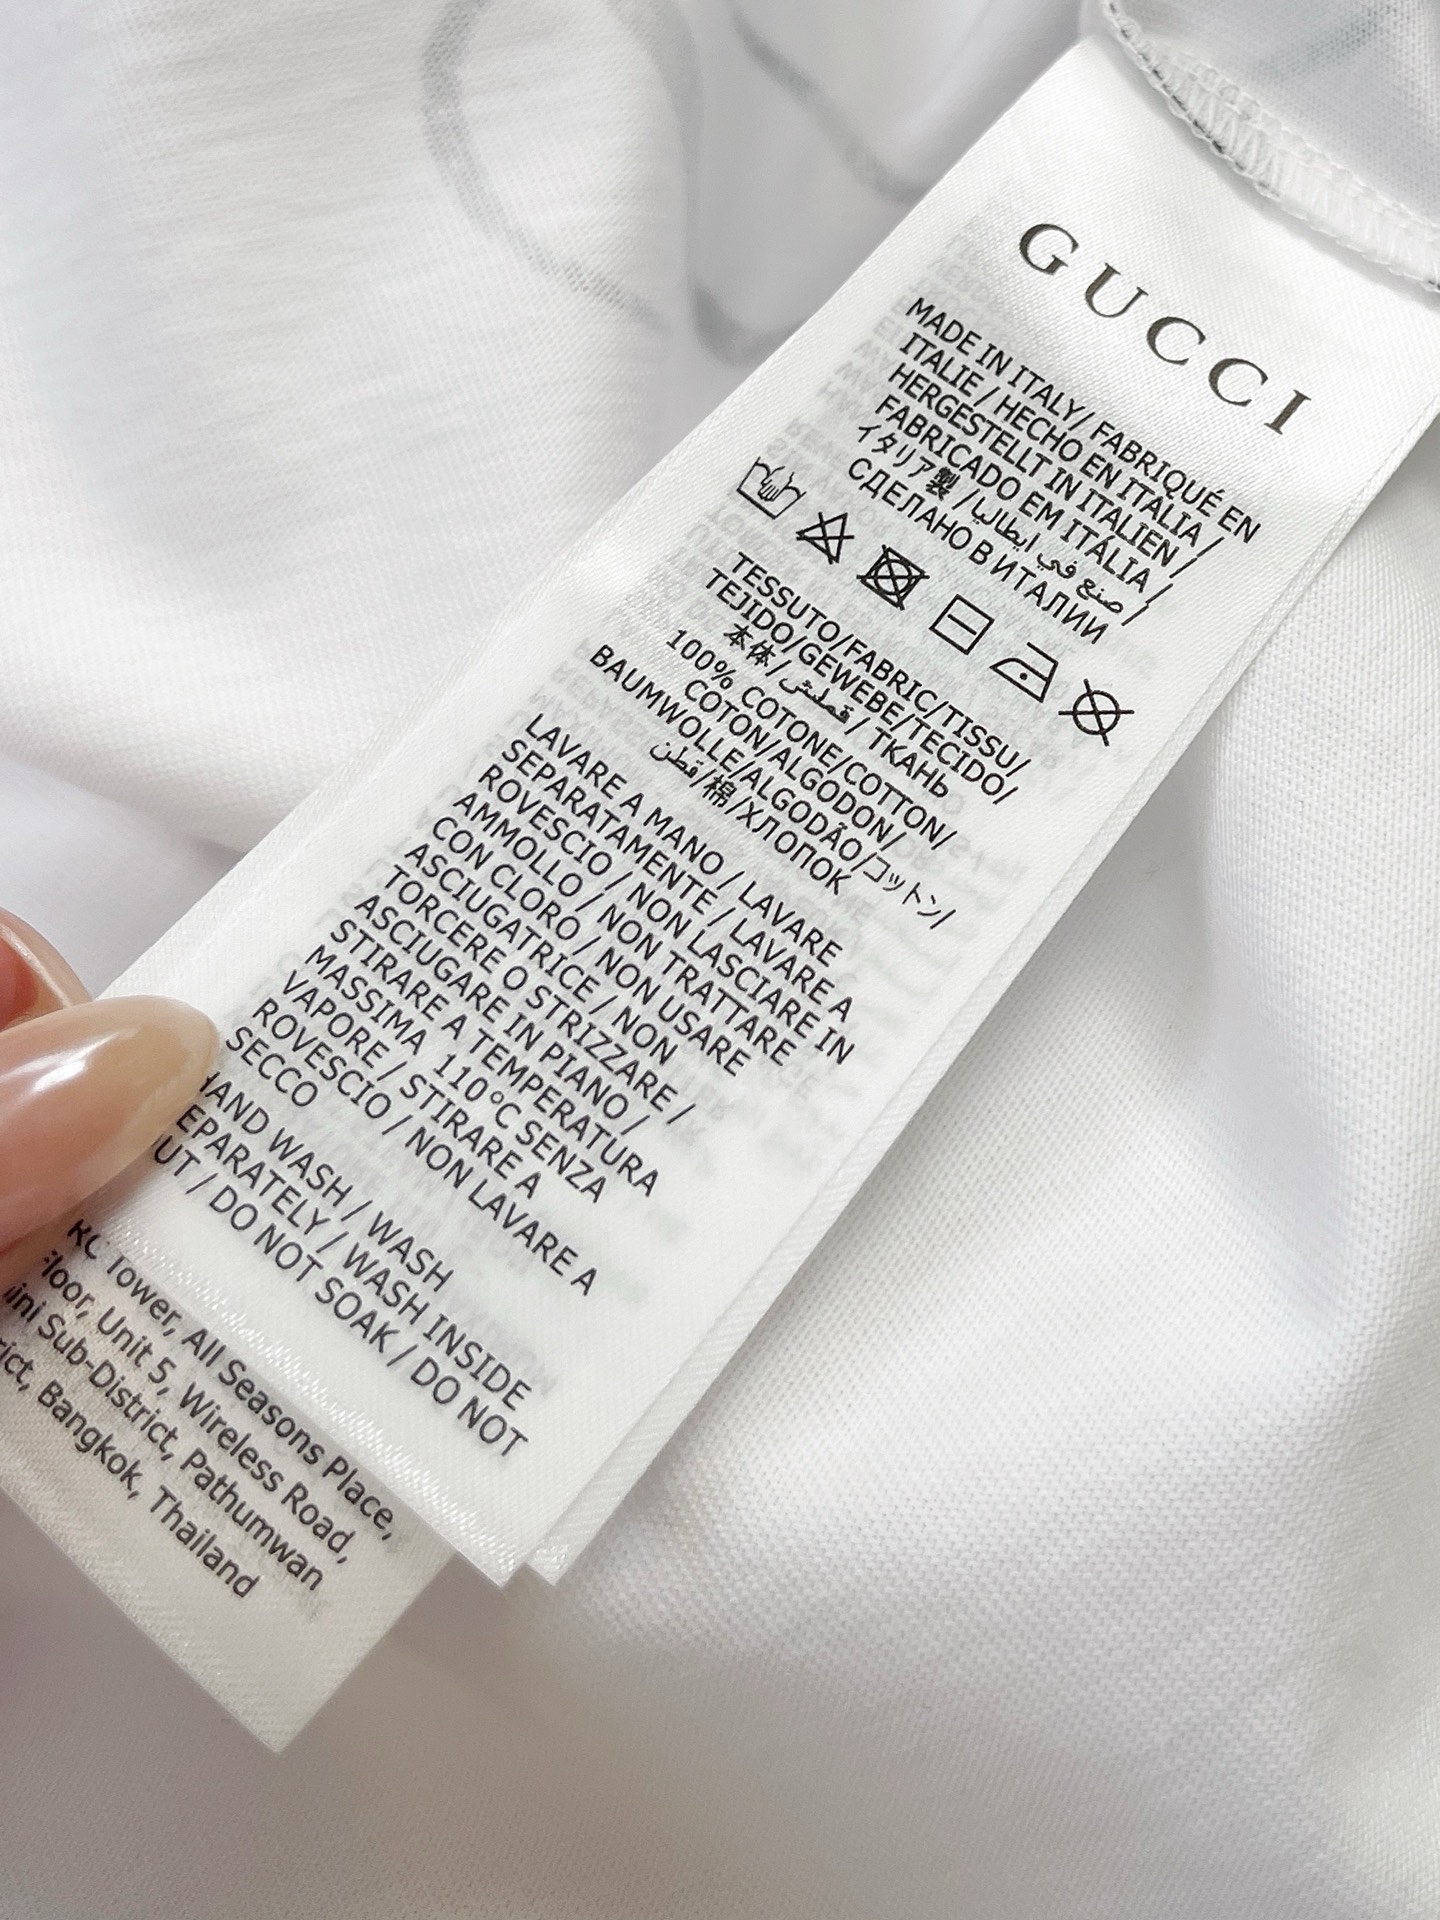 GUCCI
MADE IN ITALY/ FABRIQUÉ EN
ITALIE / HECHO EN ITALIA /
HERGESTELLT IN ITALIEN /
FABRICADO EM ITÁLIA /
イタリア製 / صنع في ايطاليا /
СДЕЛАНО В ИТАЛИИ
TESSUTO/FABRIC/TISSU/
TEJIDO/GEWEBE/TECIDO/
本体/قماش/ ТКАНЬ
100% COTONE/COTTON/
COTON/ALGODON/
BAUMWOLLE/ALGODÃO/コットン/
قطن/棉/ХЛОПОК
LAVARE A MANO / LAVARE
SEPARATAMENTE / LAVARE A
ROVESCIO / NON LASCIARE IN
AMMOLLO / NON TRATTARE
CON CLORO / NON USARE
ASCIUGATRICE / NON
TORCERE O STRIZZARE /
ASCIUGARE IN PIANO /
STIRARE A TEMPERATURA
MASSIMA 110°C SENZA
VAPORE / STIRARE A
ROVESCIO / NON LAVARE A
SECCO
HAND WASH / WASH
EPARATELY / WASH INSIDE
UT / DO NOT SOAK / DO NOT
RC Tower, All Seasons Place,
Floor, Unit 5, Wireless Road,
ini Sub-District, Pathumwan
rict, Bangkok, Thailand